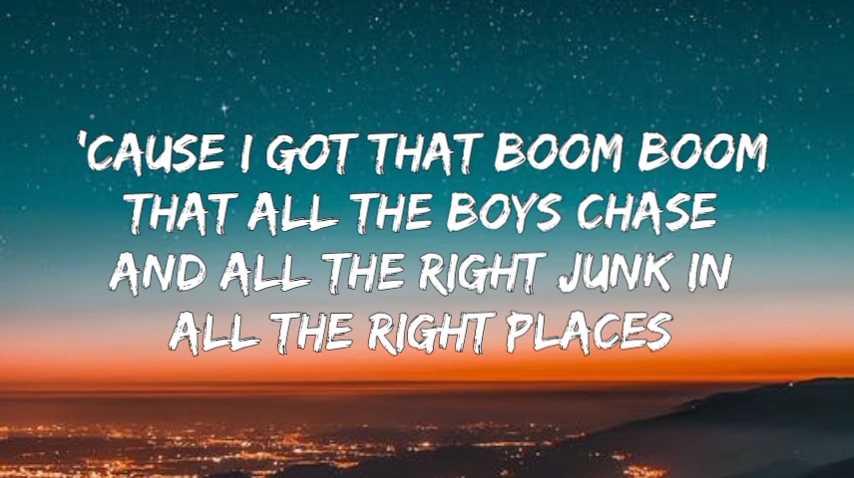 'CAUSE I GOT THAT BOOM BOOM
THAT ALL THE BOYS CHASE
AND ALL THE RIGHT JUNK IN
ALL THE RIGHT PLACES